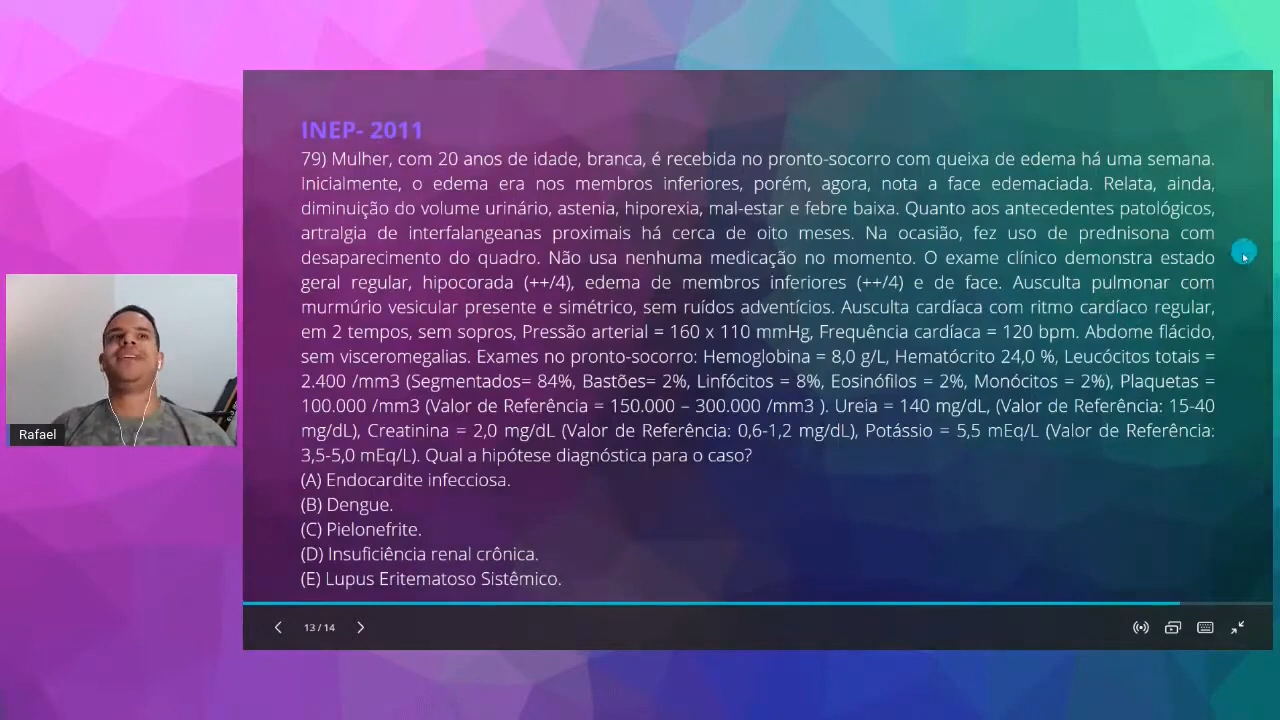 INEP- 2011
79) Mulher, com 20 anos de idade, branca, é recebida no pronto-socorro com queixa de edema há uma semana.
Inicialmente, o edema era nos membros inferiores, porém, agora, nota a face edemaciada. Relata, ainda,
diminuição do volume urinário, astenia, hiporexia, mal-estar e febre baixa. Quanto aos antecedentes patológicos,
artralgia de interfalangeanas proximais há cerca de oito meses. Na ocasião, fez uso de prednisona com
desaparecimento do quadro. Não usa nenhuma medicação no momento. O exame clínico demonstra estado
geral regular, hipocorada (++/4), edema de membros inferiores (++/4) e de face. Ausculta pulmonar com
murmúrio vesicular presente e simétrico, sem ruídos adventícios. Ausculta cardíaca com ritmo cardíaco regular,
em 2 tempos, sem sopros, Pressão arterial = 160 x 110 mmHg, Frequência cardíaca = 120 bpm. Abdome flácido,
sem visceromegalias. Exames no pronto-socorro: Hemoglobina = 8,0 g/L, Hematócrito 24,0 %, Leucócitos totais =
2.400 /mm3 (Segmentados= 84%, Bastões= 2%, Linfócitos = 8%, Eosinófilos = 2%, Monócitos = 2%), Plaquetas =
100.000 /mm3 (Valor de Referência = 150.000 – 300.000 /mm3 ). Ureia = 140 mg/dL, (Valor de Referência: 15-40
mg/dL), Creatinina = 2,0 mg/dL (Valor de Referência: 0,6-1,2 mg/dL), Potássio = 5,5 mEq/L (Valor de Referência:
3,5-5,0 mEq/L). Qual a hipótese diagnóstica para o caso?
(A) Endocardite infecciosa.
(B) Dengue.
(C) Pielonefrite.
(D) Insuficiência renal crônica.
(E) Lupus Eritematoso Sistêmico.
Rafael
13 / 14